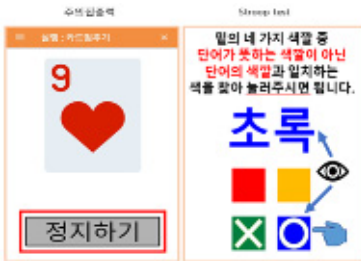 주의집중력
실행 : 카드멈추기
9
정지하기
Stroop test
밑의 네 가지 색깔 중
단어가 뜻하는 색깔이 아닌
단어의 색깔과 일치하는
색를 찾아 눌러주시면 됩니다.
초록